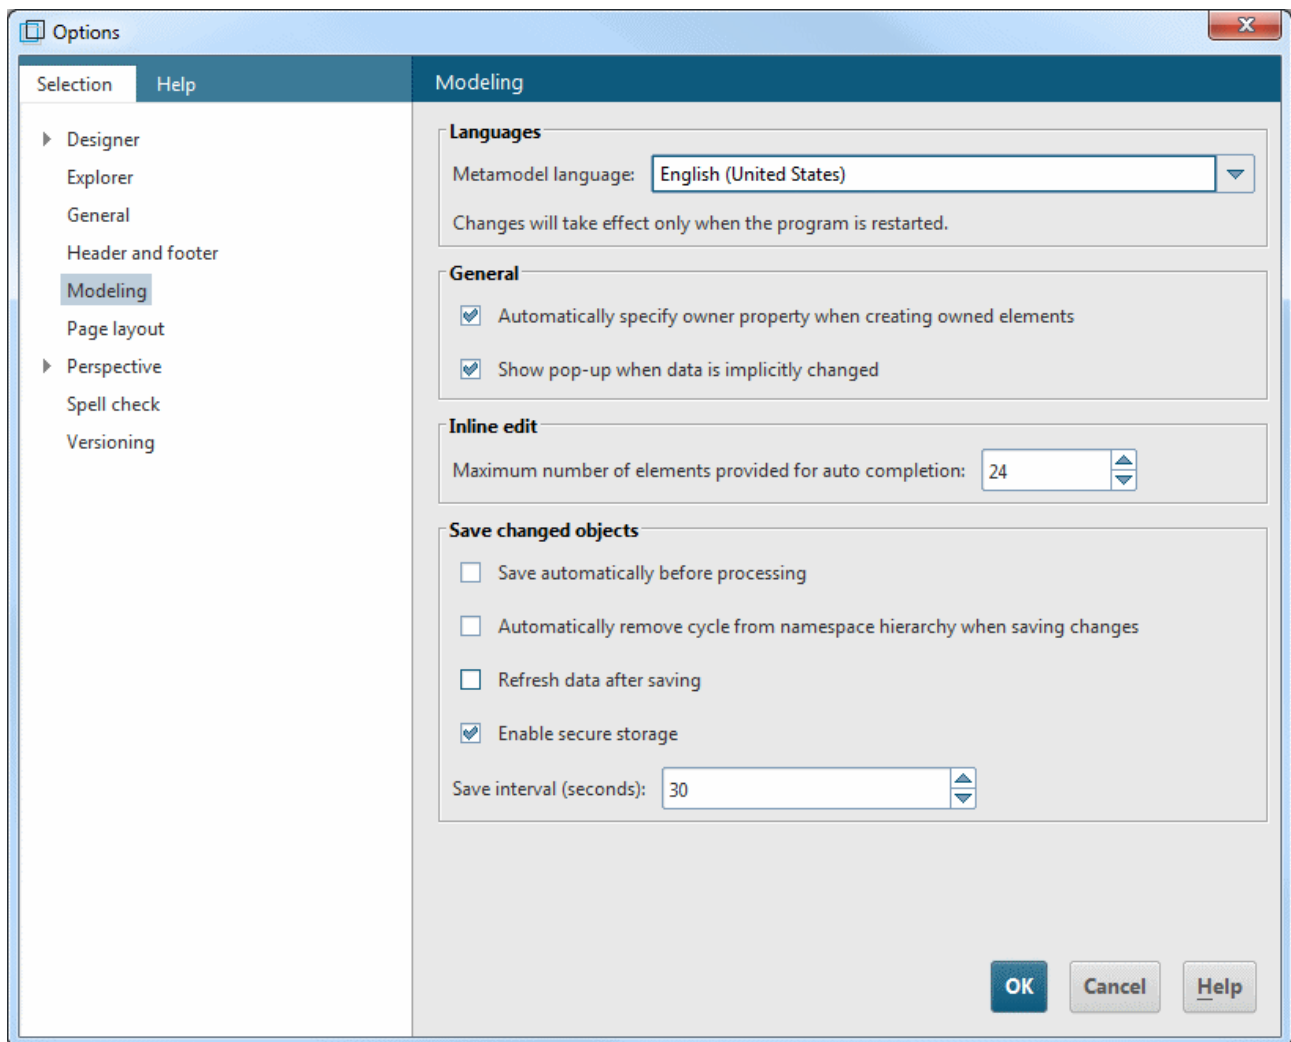 Options
Selection Help
Modeling
Designer
Explorer
General
Header and footer
Modeling
Page layout
Perspective
Spell check
Versioning
Languages
Metamodel language: English (United States)
Changes will take effect only when the program is restarted.
General
Automatically specify owner property when creating owned elements
Show pop-up when data is implicitly changed
Inline edit
Maximum number of elements provided for auto completion: 24
Save changed objects
Save automatically before processing
Automatically remove cycle from namespace hierarchy when saving changes
Refresh data after saving
Enable secure storage
Save interval (seconds): 30
OK Cancel Help